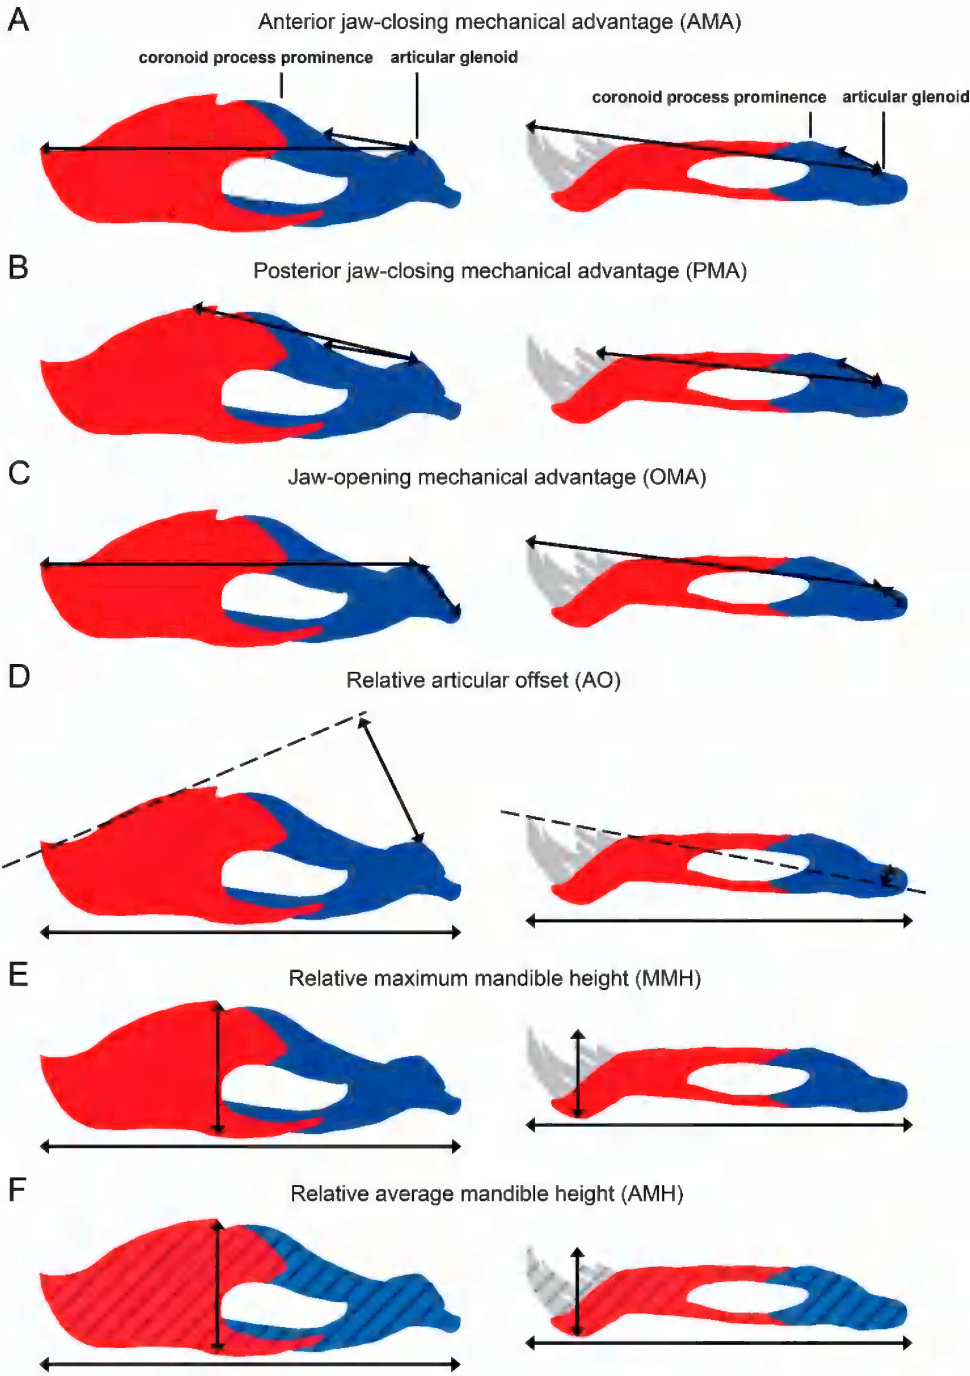 A
Anterior jaw-closing mechanical advantage (AMA)
coronoid process prominence articular glenoid
coronoid process prominence articular glenoid
B
Posterior jaw-closing mechanical advantage (PMA)
C
Jaw-opening mechanical advantage (OMA)
D
Relative articular offset (AO)
E
Relative maximum mandible height (MMH)
F
Relative average mandible height (AMH)